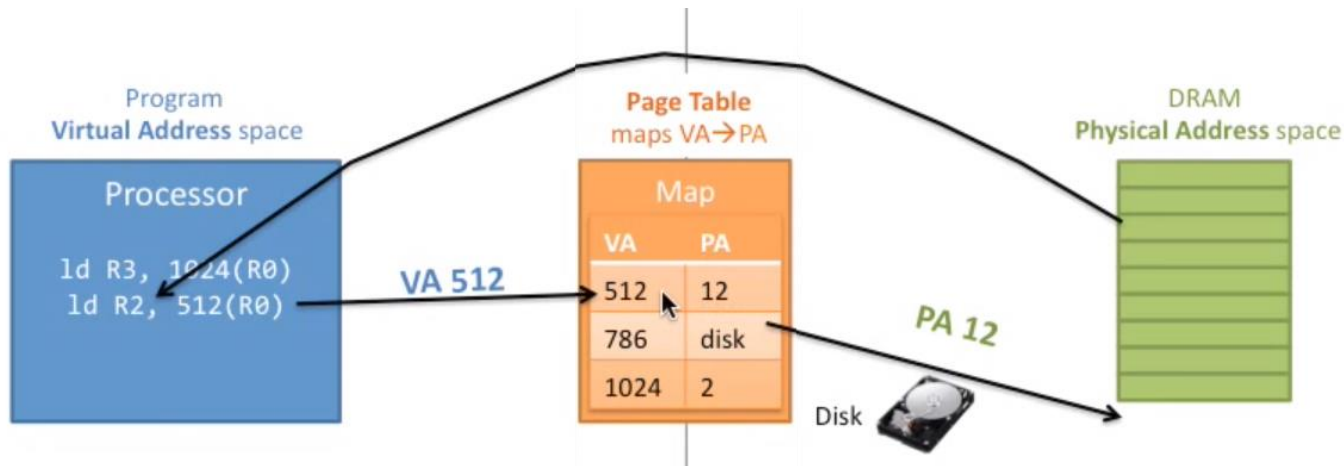 Program
Virtual Address space
Processor
ld R3, 1024(R0)
ld R2, 512(R0)
VA 512
Page Table
maps VA→PA
Map
VA PA
512 12
786 disk
1024 2
PA 12
Disk
DRAM
Physical Address space